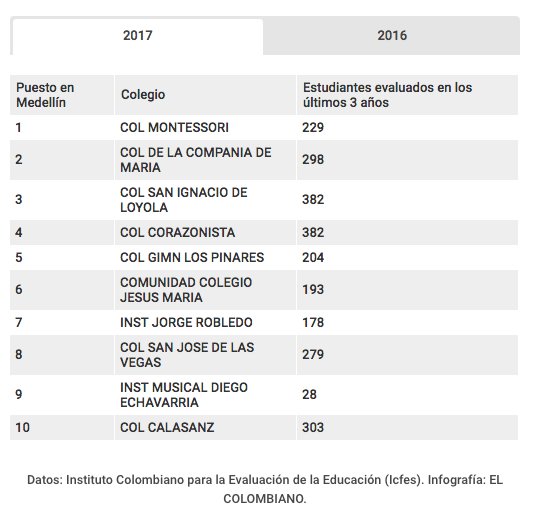 2017 2016
Puesto en Medellín Colegio Estudiantes evaluados en los últimos 3 años
1 COL MONTESSORI 229
2 COL DE LA COMPANIA DE MARIA 298
3 COL SAN IGNACIO DE LOYOLA 382
4 COL CORAZONISTA 382
5 COL GIMN LOS PINARES 204
6 COMUNIDAD COLEGIO JESUS MARIA 193
7 INST JORGE ROBLEDO 178
8 COL SAN JOSE DE LAS VEGAS 279
9 INST MUSICAL DIEGO ECHAVARRIA 28
10 COL CALASANZ 303
Datos: Instituto Colombiano para la Evaluación de la Educación (Icfes). Infografía: EL
COLOMBIANO.